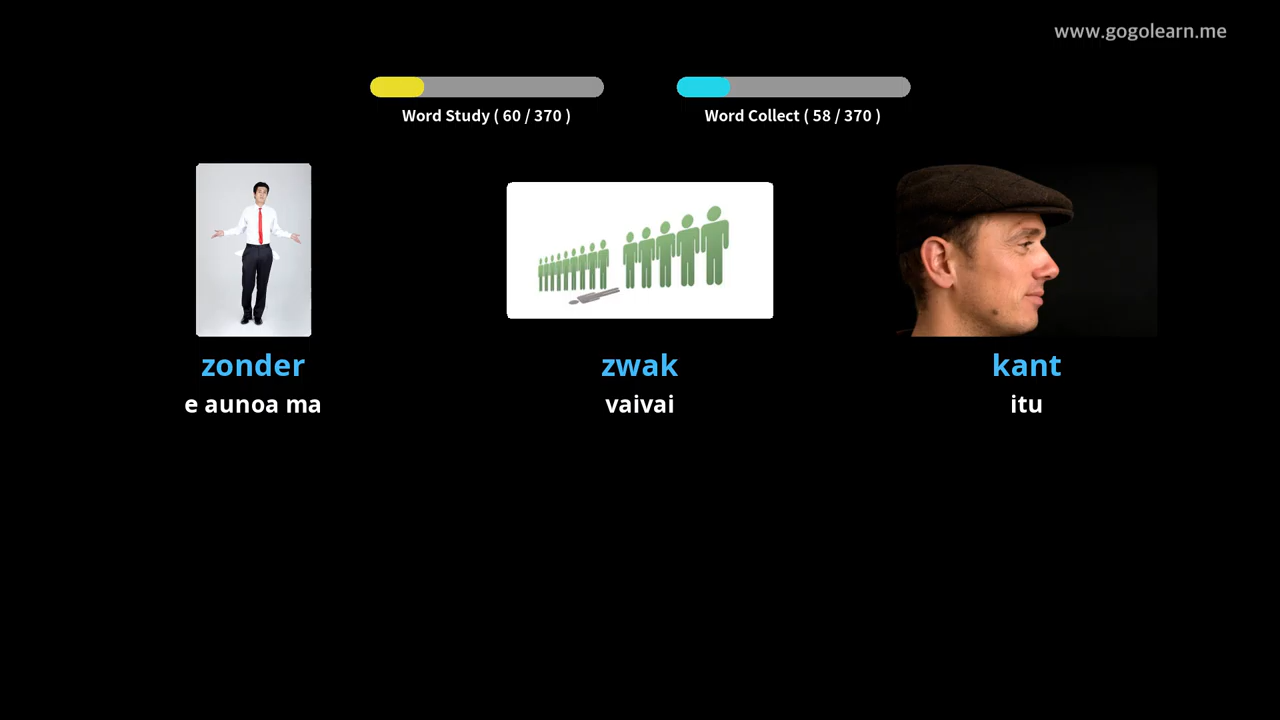 www.gogolearn.me
Word Study ( 60 / 370 )
Word Collect ( 58 / 370 )
zonder
zwak
kant
e aunoa ma
vaivai
itu